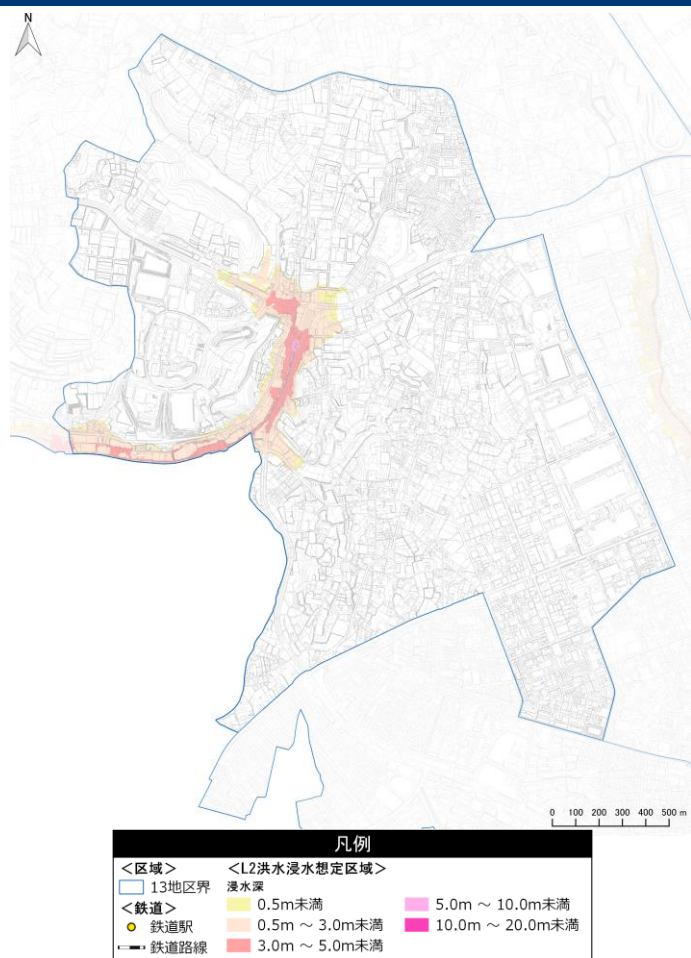 N
0 100 200 300 400 500 m
凡例
＜区域＞
13地区界
＜鉄道＞
鉄道駅
鉄道路線
＜L2洪水浸水想定区域＞
浸水深
0.5m未満
0.5m ～ 3.0m未満
3.0m ～ 5.0m未満
5.0m ～ 10.0m未満
10.0m ～ 20.0m未満